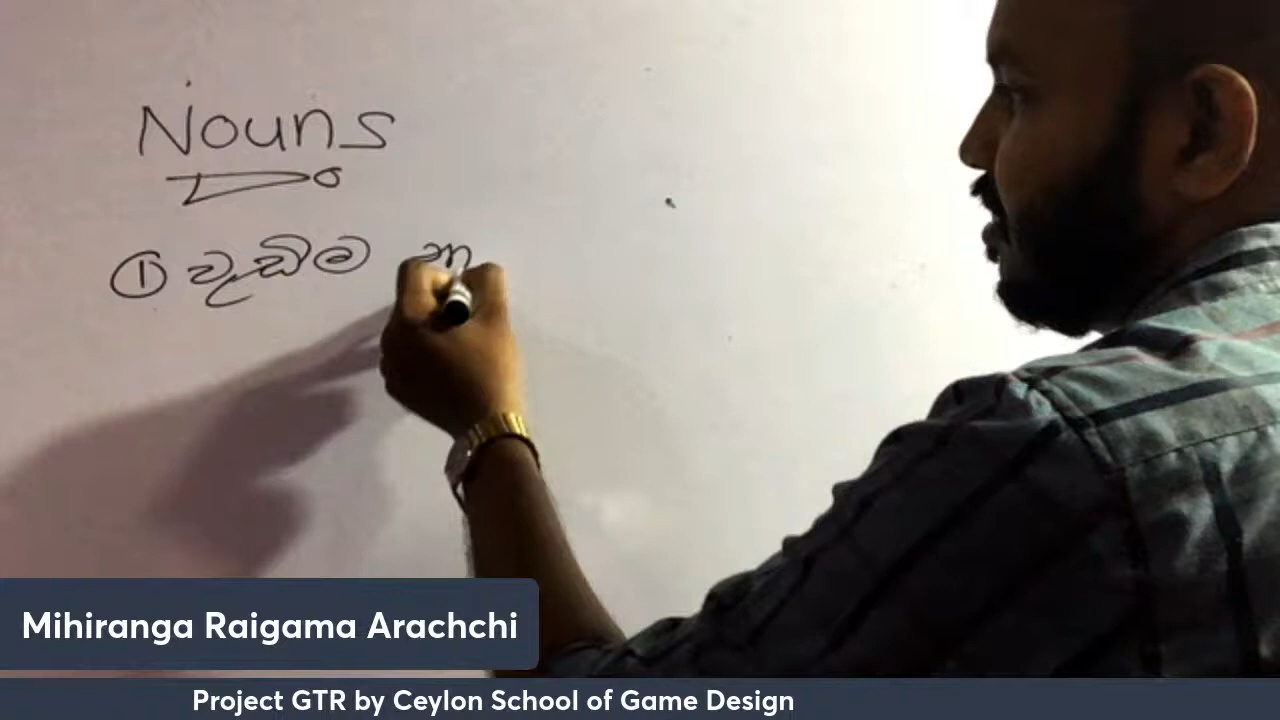 Nouns
① වැඩිම
Mihiranga Raigama Arachchi
Project GTR by Ceylon School of Game Design